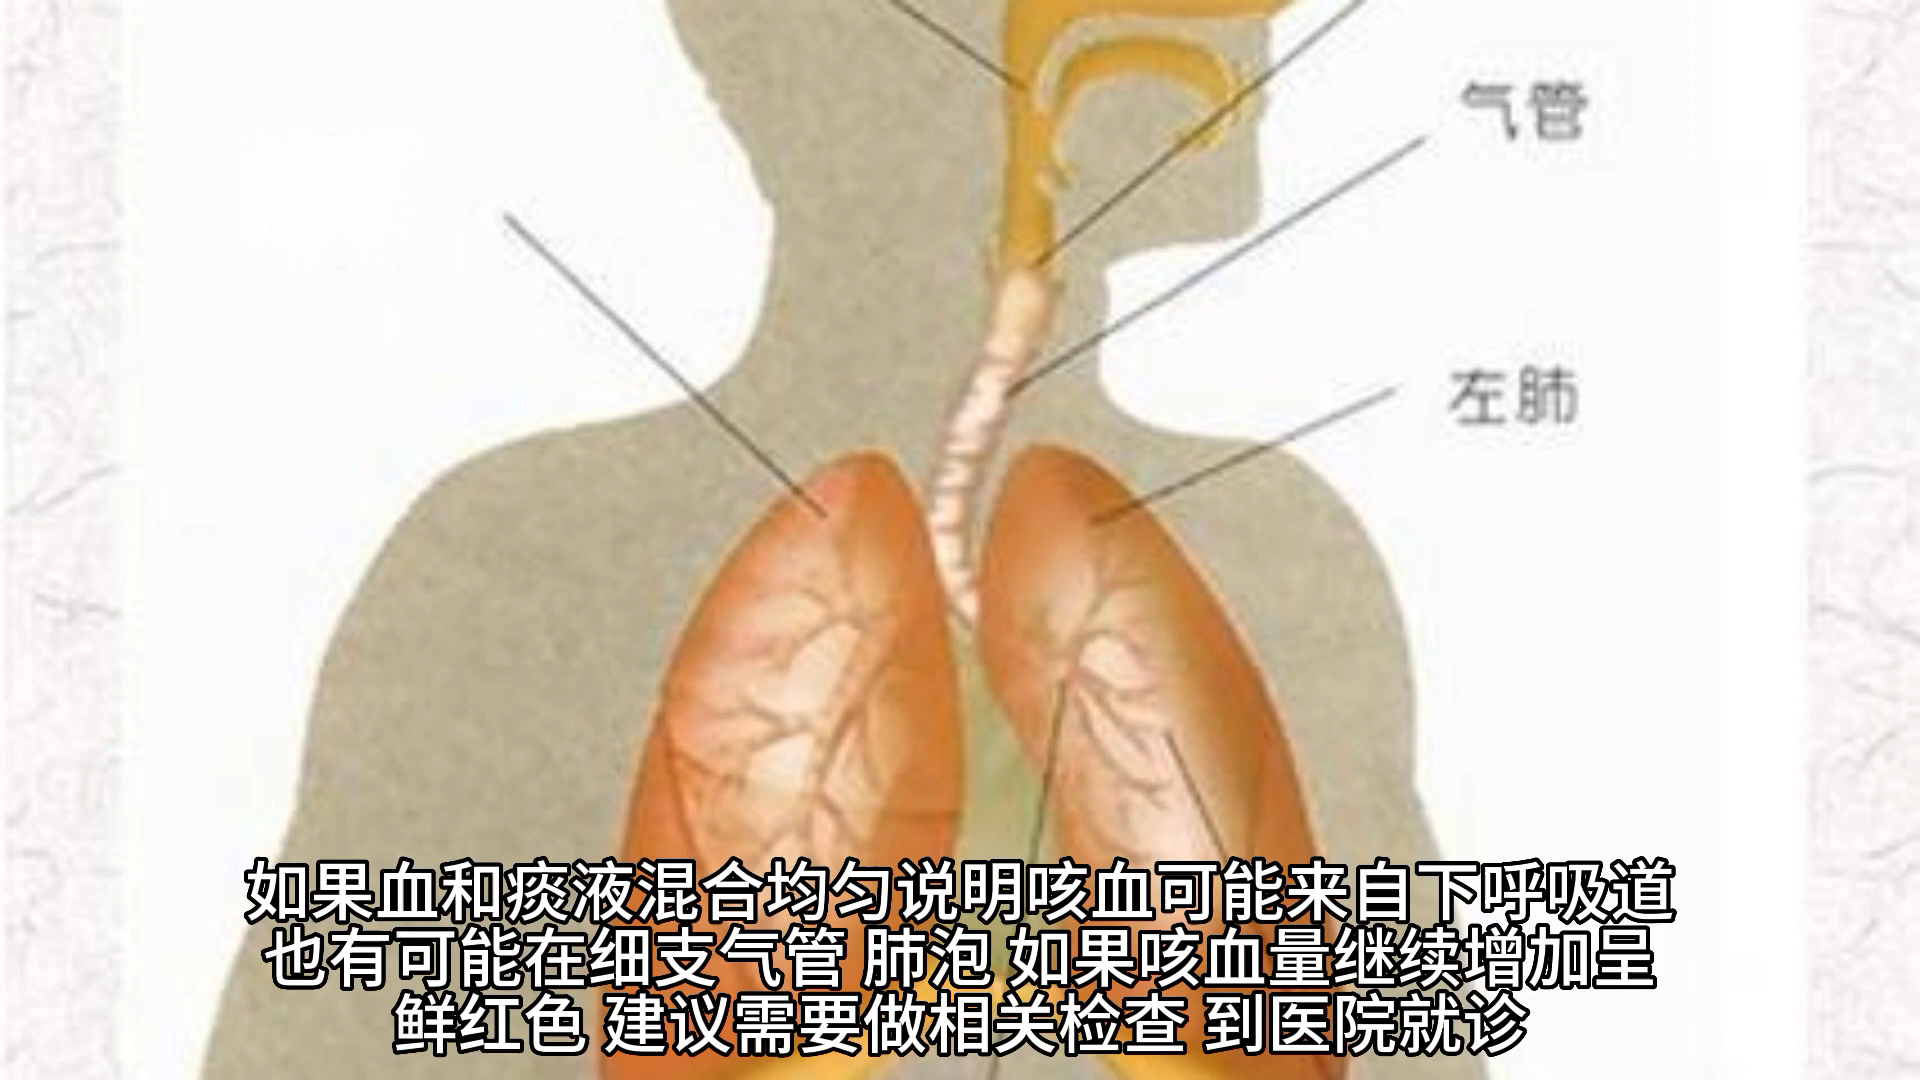 气管
左肺
如果血和痰液混合均匀说明咳血可能来自下呼吸道
也有可能在细支气管 肺泡 如果咳血量继续增加呈
鲜红色 建议需要做相关检查 到医院就诊